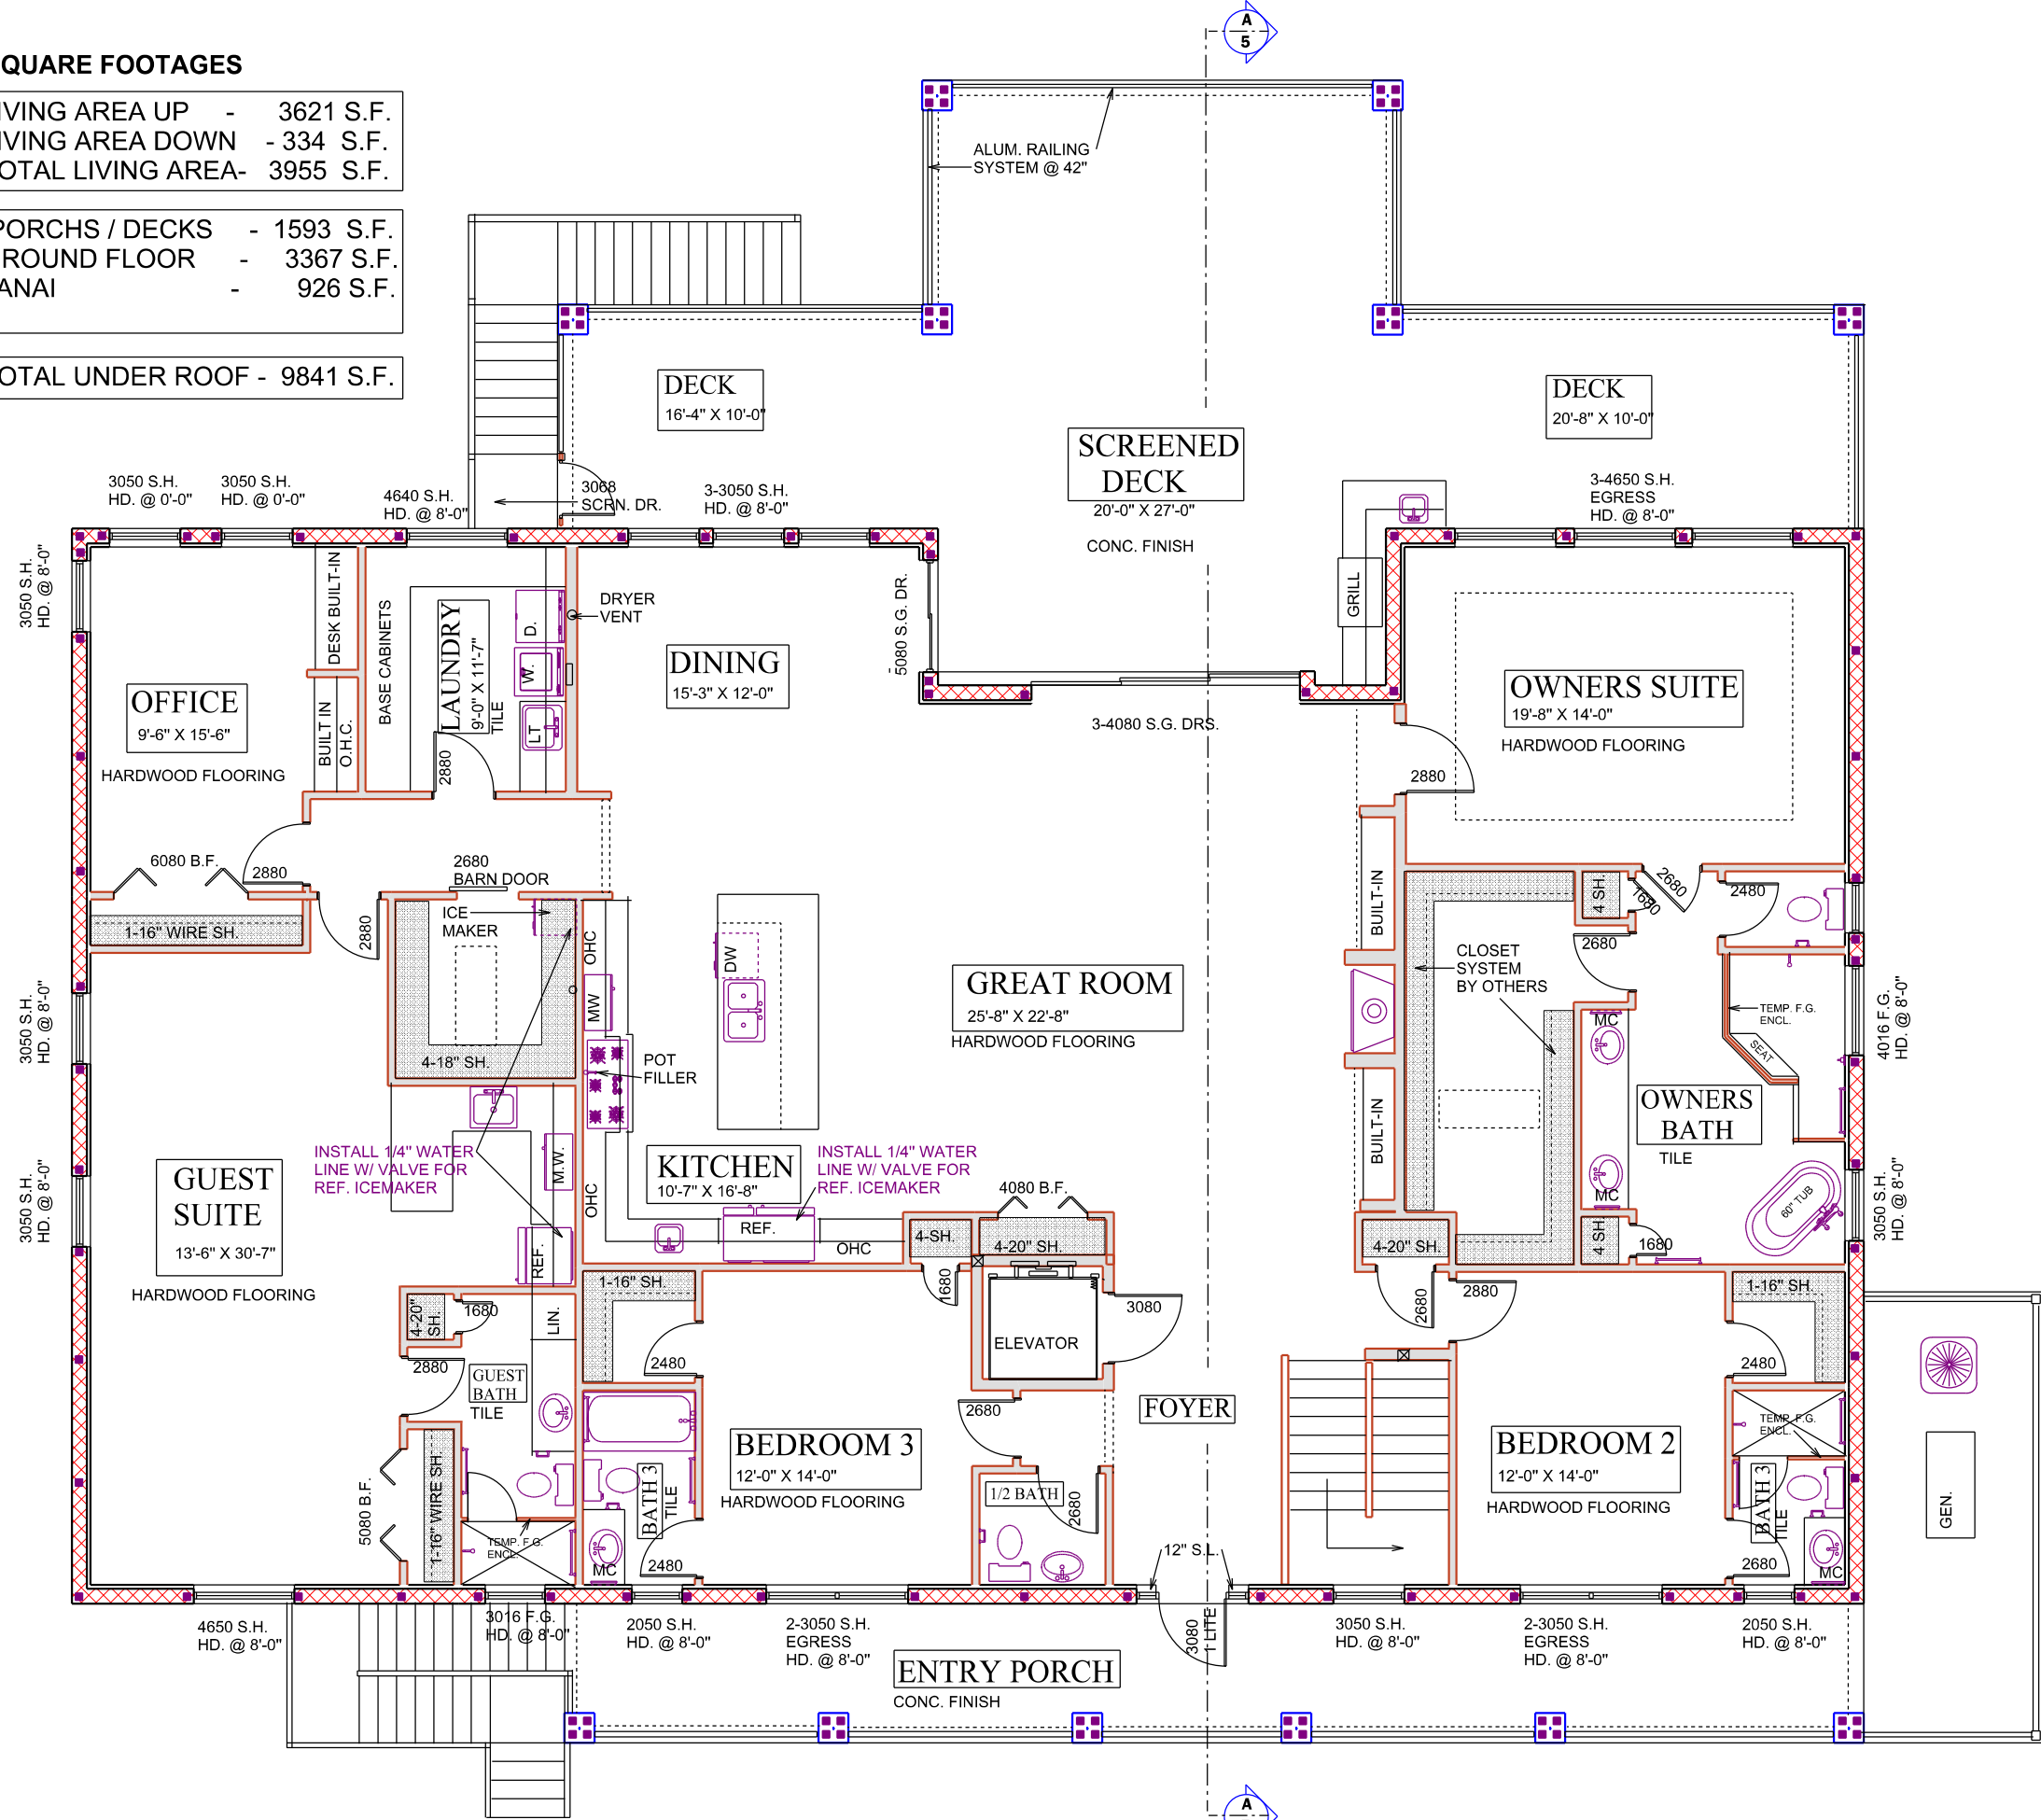 A
5
QUARE FOOTAGES
IVING AREA UP - 3621 S.F.
IVING AREA DOWN - 334 S.F.
OTAL LIVING AREA- 3955 S.F.
PORCHS / DECKS - 1593 S.F.
ROUND FLOOR - 3367 S.F.
ANAI - 926 S.F.
OTAL UNDER ROOF - 9841 S.F.
ALUM. RAILING
SYSTEM @ 42"
DECK
16'-4" X 10'-0"
DECK
20'-8" X 10'-0"
SCREENED
DECK
20'-0" X 27'-0"
CONC. FINISH
3050 S.H.
HD. @ 0'-0"
3050 S.H.
HD. @ 0'-0"
4640 S.H.
HD. @ 8'-0"
3068
SCRN. DR.
3-3050 S.H.
HD. @ 8'-0"
3-4650 S.H.
EGRESS
HD. @ 8'-0"
3050 S.H.
HD. @ 8'-0"
DESK BUILT-IN
BASE CABINETS
LAUNDRY
9'-0" X 11'-7"
TILE
D.
W.
LT
DRYER
VENT
5080 S.G. DR.
GRILL
OFFICE
9'-6" X 15'-6"
HARDWOOD FLOORING
BUILT IN
O.H.C.
2880
DINING
15'-3" X 12'-0"
3-4080 S.G. DRS.
OWNERS SUITE
19'-8" X 14'-0"
HARDWOOD FLOORING
2880
6080 B.F.
2880
2680
BARN DOOR
1-16" WIRE SH.
2880
ICE
MAKER
OHC
MW
DW
4-18" SH.
POT
FILLER
GREAT ROOM
25'-8" X 22'-8"
HARDWOOD FLOORING
BUILT-IN
BUILT-IN
CLOSET
SYSTEM
BY OTHERS
4 SH.
1680
2680
2480
2680
MC
TEMP. F.G.
ENCL.
SEAT
4016 F.G.
HD. @ 8'-0"
OWNERS
BATH
TILE
MC
60" TUB
3050 S.H.
HD. @ 8'-0"
4 SH.
1680
3050 S.H.
HD. @ 8'-0"
3050 S.H.
HD. @ 8'-0"
GUEST
SUITE
13'-6" X 30'-7"
HARDWOOD FLOORING
INSTALL 1/4" WATER
LINE W/ VALVE FOR
REF. ICEMAKER
M.W.
REF.
OHC
KITCHEN
10'-7" X 16'-8"
INSTALL 1/4" WATER
LINE W/ VALVE FOR
REF. ICEMAKER
REF.
OHC
4080 B.F.
4-SH.
4-20" SH.
4-20" SH.
4-20"
SH.
1680
LIN.
2880
GUEST
BATH
TILE
1-16" SH.
2480
1680
ELEVATOR
3080
2680
2880
1-16" SH.
2480
FOYER
2680
BEDROOM 3
12'-0" X 14'-0"
HARDWOOD FLOORING
1/2 BATH
2680
BEDROOM 2
12'-0" X 14'-0"
HARDWOOD FLOORING
TEMP. F.G.
ENCL.
BATH 3
TILE
2680
MC
GEN.
5080 B.F.
1-16" WIRE SH.
TEMP. F.G.
ENCL.
BATH 3
TILE
2480
MC
12" S.L.
4650 S.H.
HD. @ 8'-0"
3016 F.G.
HD. @ 8'-0"
2050 S.H.
HD. @ 8'-0"
2-3050 S.H.
EGRESS
HD. @ 8'-0"
3080
1 LITE
3050 S.H.
HD. @ 8'-0"
2-3050 S.H.
EGRESS
HD. @ 8'-0"
2050 S.H.
HD. @ 8'-0"
ENTRY PORCH
CONC. FINISH
A